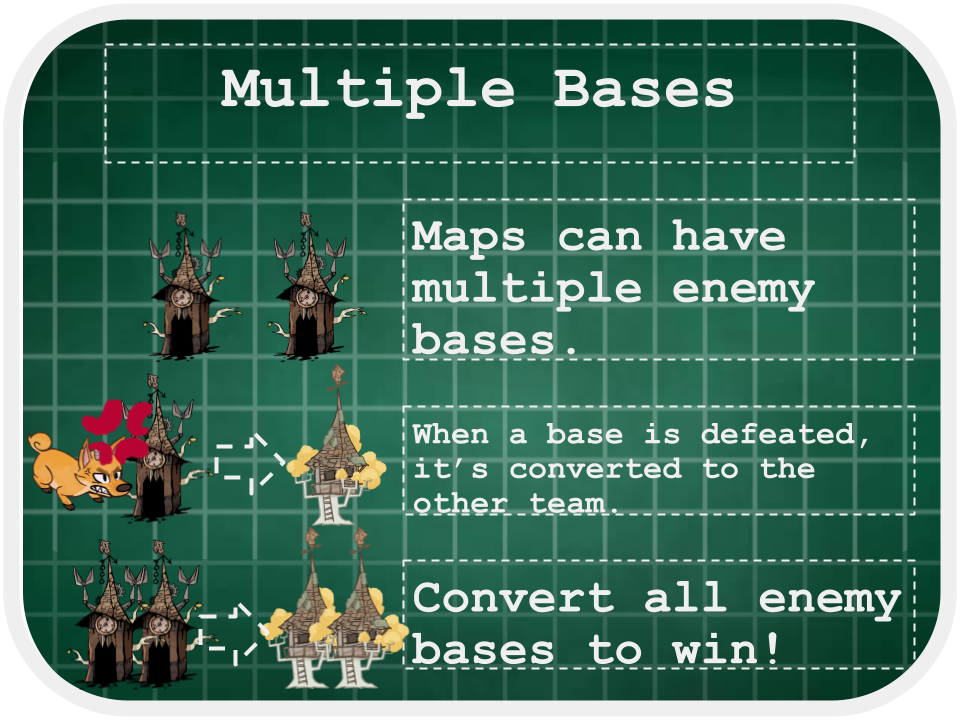 Multiple Bases
Maps can have
multiple enemy
bases.
When a base is defeated,
it’s converted to the
other team.
Convert all enemy
bases to win!